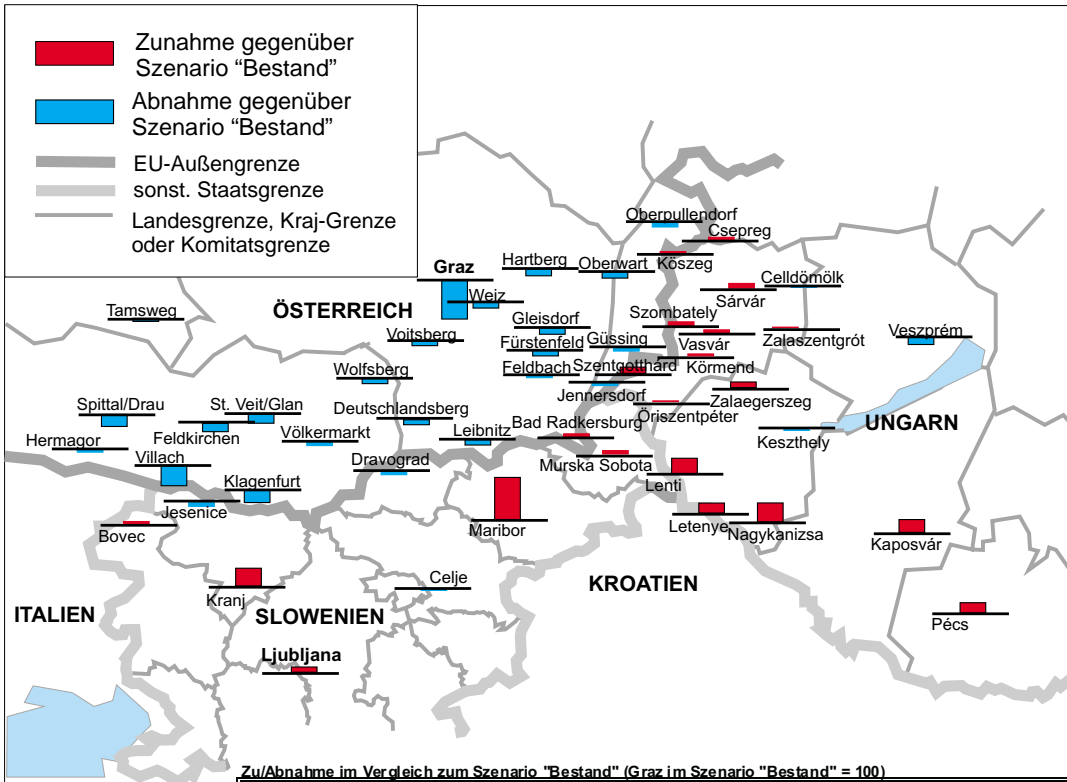 Zunahme gegenüber
Szenario “Bestand”
Abnahme gegenüber
Szenario “Bestand”
EU-Außengrenze
sonst. Staatsgrenze
Landesgrenze, Kraj-Grenze
oder Komitatsgrenze
Oberpullendorf
Csepreg
Hartberg
Oberwart
Köszeg
Graz
Celldömölk
Weiz
Sárvár
ÖSTERREICH
Tamsweg
Szombately
Gleisdorf
Voitsberg
Güssing
Vasvár
Zalaszentgrót
Veszprém
Fürstenfeld
Körmend
Wolfsberg
Feldbach
Szentgotthárd
Jennersdorf
Zalaegerszeg
Spittal/Drau
St. Veit/Glan
Deutschlandsberg
Öriszentpéter
Feldkirchen
Völkermarkt
Leibnitz
Bad Radkersburg
UNGARN
Hermagor
Keszthely
Villach
Dravograd
Murska Sobota
Klagenfurt
Lenti
Jesenice
Bovec
Maribor
Letenye
Nagykanizsa
Kaposvár
Celje
KROATIEN
Kranj
ITALIEN
SLOWENIEN
Pécs
Ljubljana
Zu/Abnahme im Vergleich zum Szenario "Bestand" (Graz im Szenario "Bestand" = 100)